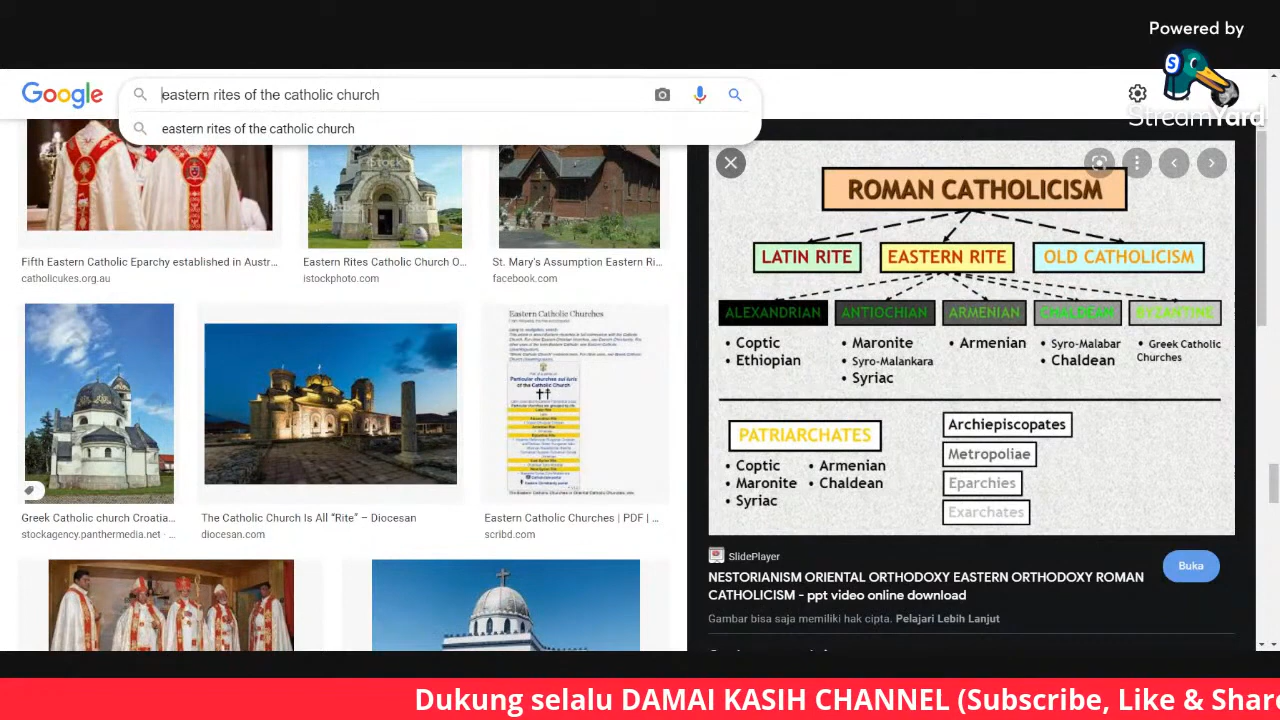 Powered by
StreamYard
Google
eastern rites of the catholic church
eastern rites of the catholic church
Fifth Eastern Catholic Eparchy established in Austr...
catholicukes.org.au
Eastern Rites Catholic Church O...
istockphoto.com
St. Mary's Assumption Eastern Ri...
facebook.com
Greek Catholic church Croatia...
stockagency.panthermedia.net · ...
The Catholic Church Is All “Rite” – Diocesan
diocesan.com
Eastern Catholic Churches
Eastern Catholic Churches | PDF | ...
scribd.com
ROMAN CATHOLICISM
LATIN RITE
EASTERN RITE
OLD CATHOLICISM
ALEXANDRIAN
ANTIOCHIAN
ARMENIAN
CHALDEAN
BYZANTINE
• Coptic
• Ethiopian
• Maronite
• Syro-Malankara
• Syriac
• Armenian
• Syro-Malabar
• Chaldean
• Greek Catholic
Churches
PATRIARCHATES
• Coptic
• Maronite
• Syriac
• Armenian
• Chaldean
Archiepiscopates
Metropoliae
Eparchies
Exarchates
SlidePlayer
NESTORIANISM ORIENTAL ORTHODOXY EASTERN ORTHODOXY ROMAN
CATHOLICISM - ppt video online download
Buka
Gambar bisa saja memiliki hak cipta. Pelajari Lebih Lanjut
Dukung selalu DAMAI KASIH CHANNEL (Subscribe, Like & Share